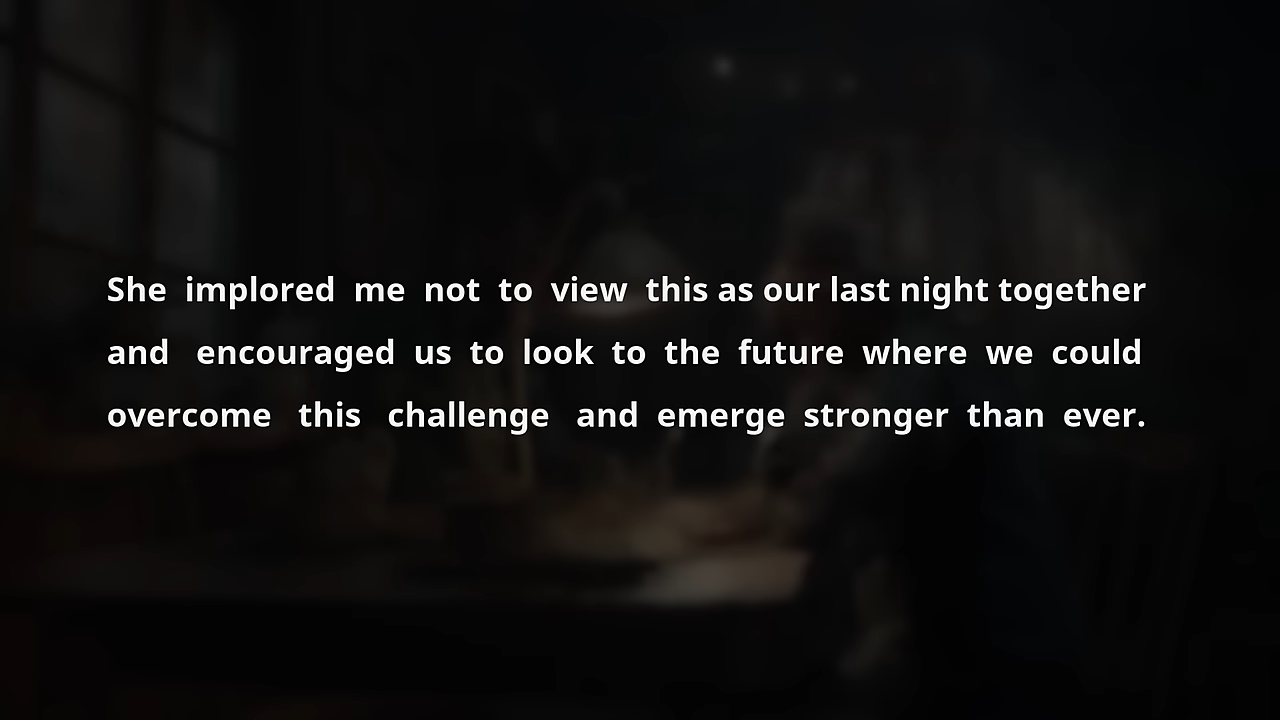 She implored me not to view this as our last night together
and encouraged us to look to the future where we could
overcome this challenge and emerge stronger than ever.